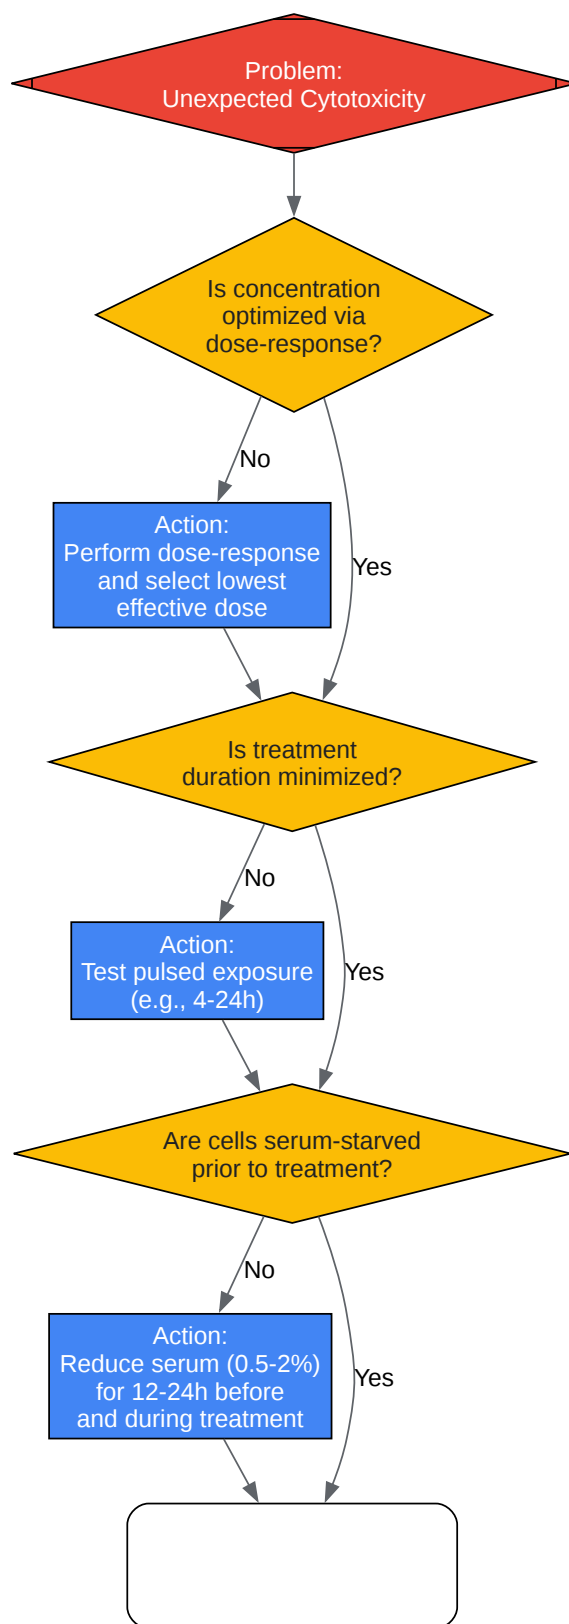 Problem:
Unexpected Cytotoxicity
Is concentration
optimized via
dose-response?
No
Action:
Perform dose-response
and select lowest
effective dose
Yes
Is treatment
duration minimized?
No
Action:
Test pulsed exposure
(e.g., 4-24h)
Yes
Are cells serum-starved
prior to treatment?
No
Action:
Reduce serum (0.5-2%)
for 12-24h before
and during treatment
Yes